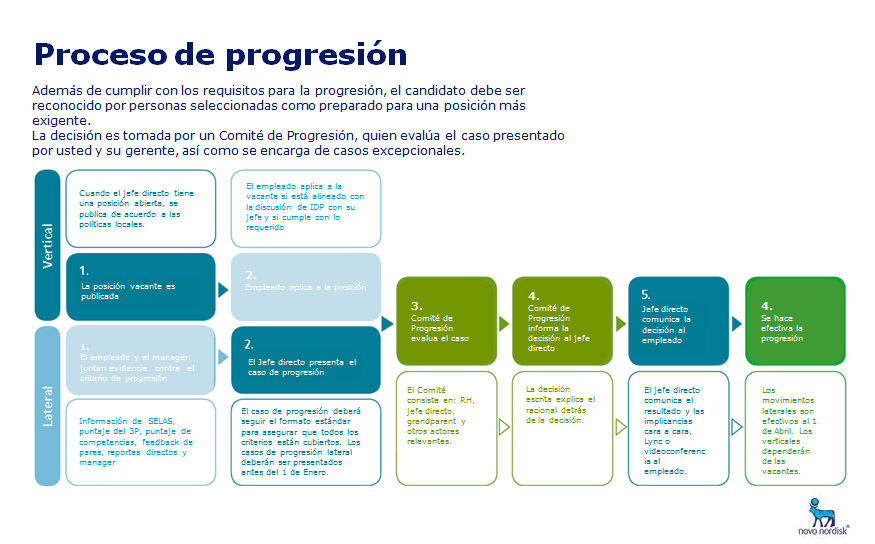 Proceso de progresión
Además de cumplir con los requisitos para la progresión, el candidato debe ser
reconocido por personas seleccionadas como preparado para una posición más
exigente.
La decisión es tomada por un Comité de Progresión, quien evalúa el caso presentado
por usted y su gerente, así como se encarga de casos excepcionales.
Vertical
Cuando el jefe directo tiene
una posición abierta, se
publica de acuerdo a las
políticas locales.
El empleado aplica a la
vacante si está alineado con
la discusión de IDP con su
jefe y si cumple con lo
requerido
1.
La posición vacante es
publicada
2.
Empleado aplica a la posición
Lateral
1.
El empleado y el manager
juntan evidencia contra el
criterio de progresión
2.
El Jefe directo presenta el
caso de progresión
Información de SELAS,
puntaje del 3P, puntaje de
competencias, feedback de
pares, reportes directos y
manager
El caso de progresión deberá
seguir el formato estándar
para asegurar que todos los
criterios están cubiertos. Los
casos de progresión lateral
deberán ser presentados
antes del 1 de Enero.
3.
Comité de
Progresión
evalua el caso
4.
Comité de
Progresión
informa la
decisión al jefe
directo
5.
Jefe directo
comunica la
decisión al
empleado
4.
Se hace
efectiva la
progresión
El Comité
consiste en: RH,
jefe directo,
grandparent y
otros actores
relevantes.
La decisión
escrita explica el
racional detrás
de la decisión.
El jefe directo
comunica el
resultado y las
implicancias
cara a cara,
Lync o
videoconferenc
ia al
empleado.
Los
movimientos
laterales son
efectivos al 1
de Abril. Los
verticales
dependerán
de las
vacantes.
novo nordisk®